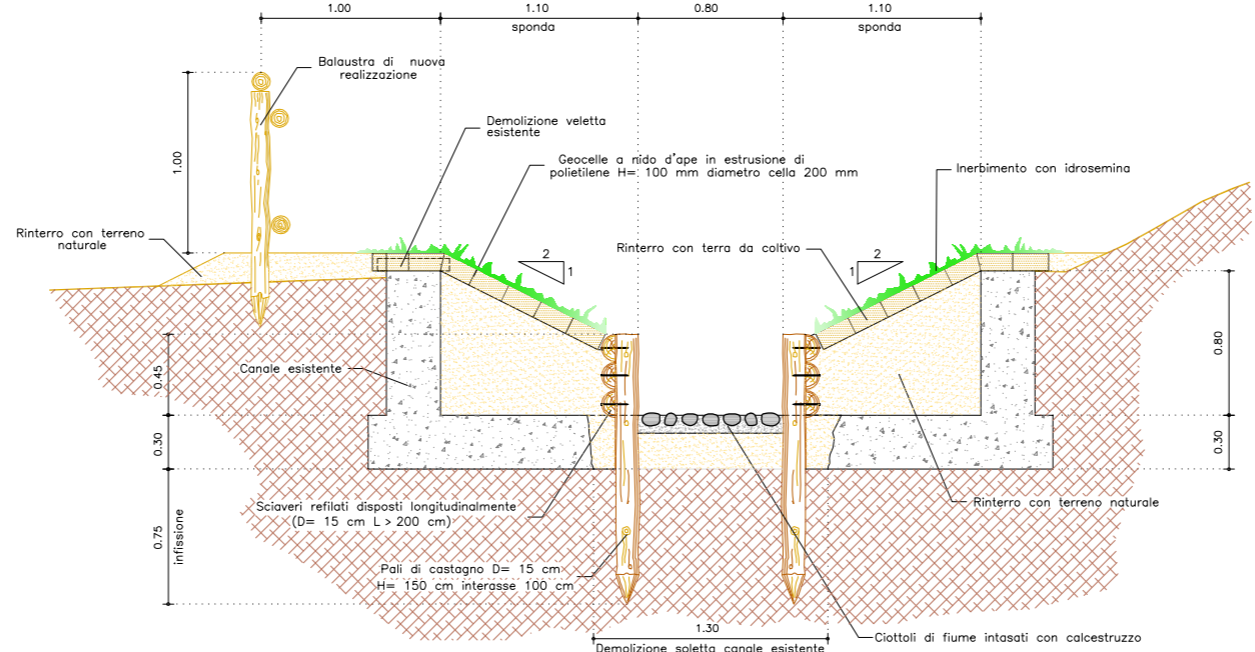 1.00
1.10
0.80
1.10
sponda
sponda
Balaustra di nuova
realizzazione
Demolizione veletta
esistente
Geocelle a nido d'ape in estrusione di
polietilene H= 100 mm diametro cella 200 mm
Inerbimento con idrosemina
1.00
Rinterro con terreno
naturale
Rinterro con terra da coltivo
2
1
2
1
Canale esistente
0.45
0.80
0.30
0.30
Sciaveri refilati disposti longitudinalmente
(D= 15 cm L > 200 cm)
Rinterro con terreno naturale
0.75
infissione
Pali di castagno D= 15 cm
H= 150 cm interasse 100 cm
1.30
Demolizione soletta canale esistente
Ciottoli di fiume intasati con calcestruzzo